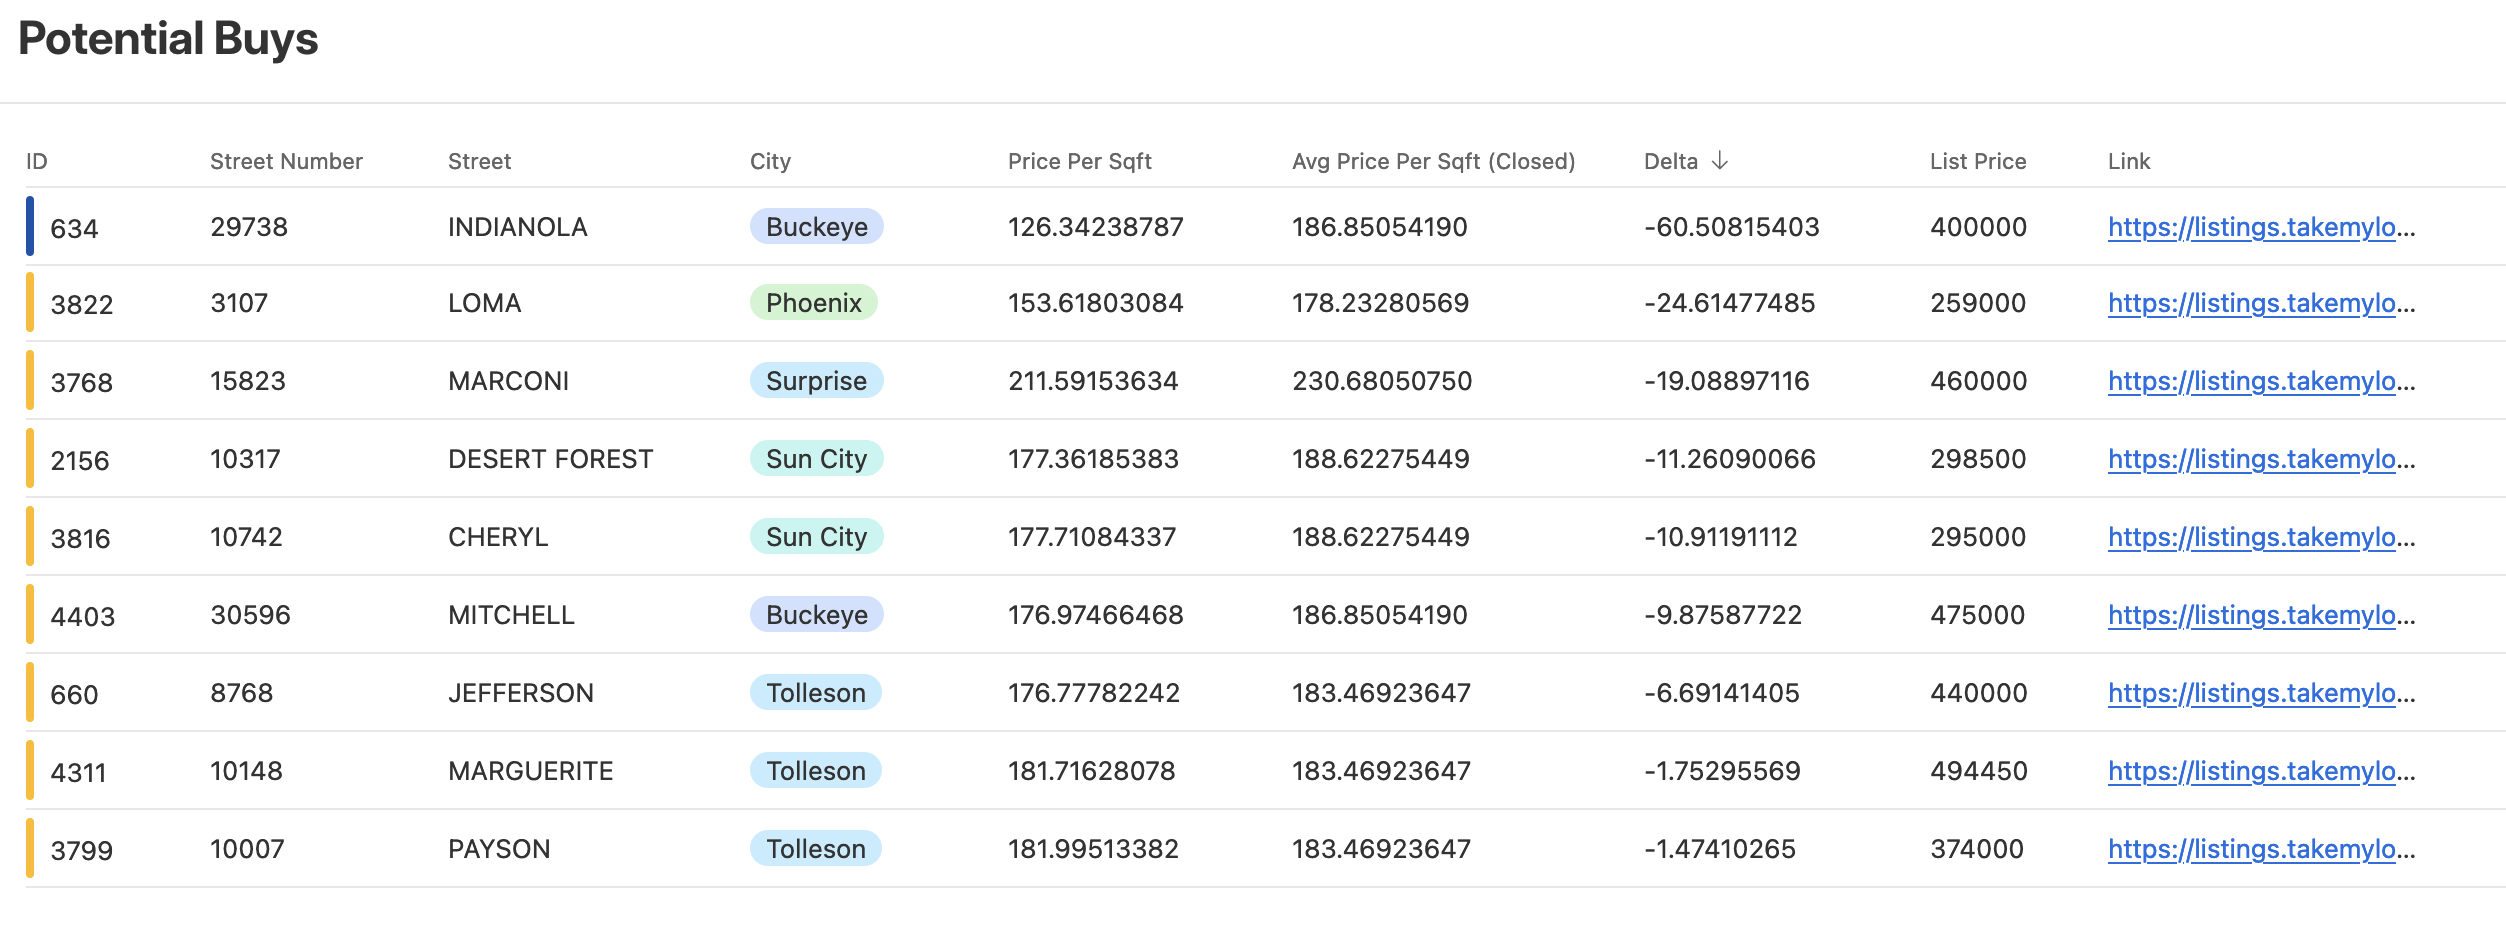 Potential Buys
ID Street Number Street City Price Per Sqft Avg Price Per Sqft (Closed) Delta ↓ List Price Link
634 29738 INDIANOLA Buckeye 126.34238787 186.85054190 -60.50815403 400000 https://listings.takemylo...
3822 3107 LOMA Phoenix 153.61803084 178.23280569 -24.61477485 259000 https://listings.takemylo...
3768 15823 MARCONI Surprise 211.59153634 230.68050750 -19.08897116 460000 https://listings.takemylo...
2156 10317 DESERT FOREST Sun City 177.36185383 188.62275449 -11.26090066 298500 https://listings.takemylo...
3816 10742 CHERYL Sun City 177.71084337 188.62275449 -10.91191112 295000 https://listings.takemylo...
4403 30596 MITCHELL Buckeye 176.97466468 186.85054190 -9.87587722 475000 https://listings.takemylo...
660 8768 JEFFERSON Tolleson 176.77782242 183.46923647 -6.69141405 440000 https://listings.takemylo...
4311 10148 MARGUERITE Tolleson 181.71628078 183.46923647 -1.75295569 494450 https://listings.takemylo...
3799 10007 PAYSON Tolleson 181.99513382 183.46923647 -1.47410265 374000 https://listings.takemylo...